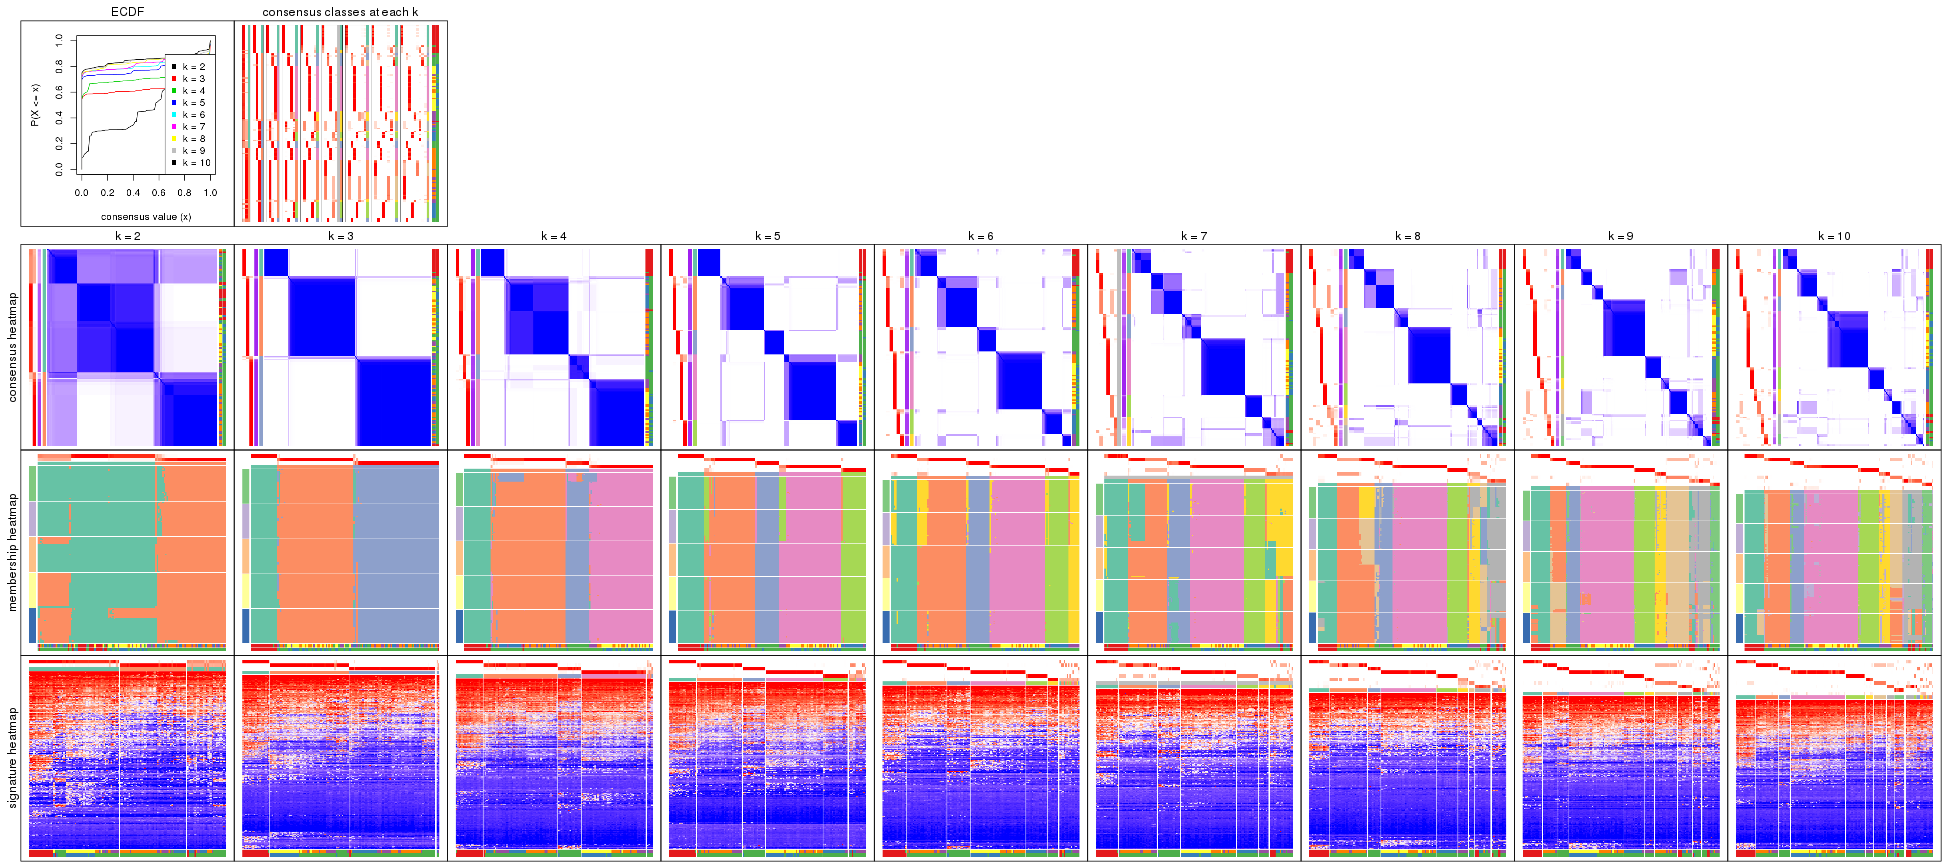 ECDF
consensus classes at each k
P(X <= x)
0.0
0.2
0.4
0.6
0.8
1.0
k = 2
k = 3
k = 4
k = 5
k = 6
k = 7
k = 8
k = 9
k = 10
0.0 0.2 0.4 0.6 0.8 1.0
consensus value (x)
k = 2 k = 3 k = 4 k = 5 k = 6 k = 7 k = 8 k = 9 k = 10
consensus heatmap
membership heatmap
signature heatmap